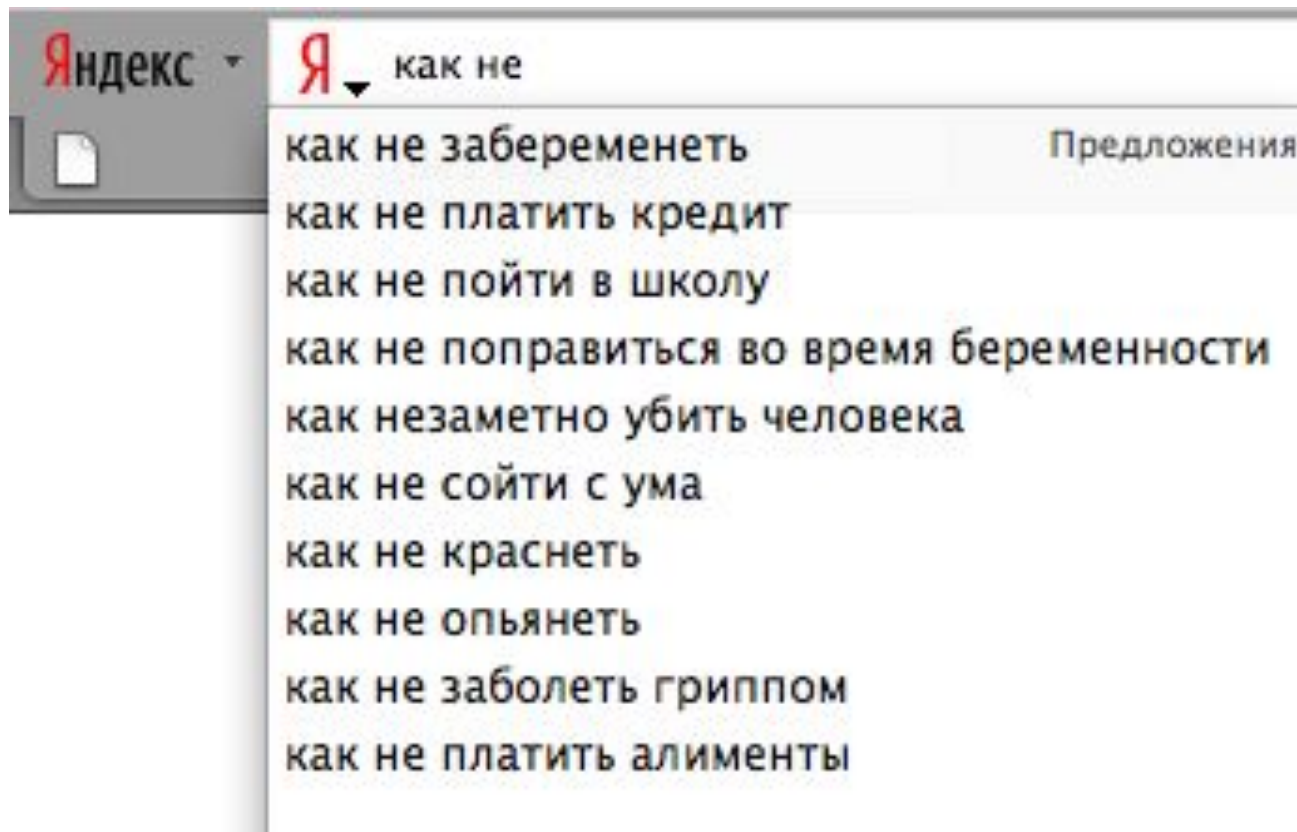 Яндекс Я как не
как не забеременеть Предложения
как не платить кредит
как не пойти в школу
как не поправиться во время беременности
как незаметно убить человека
как не сойти с ума
как не краснеть
как не опьянеть
как не заболеть гриппом
как не платить алименты